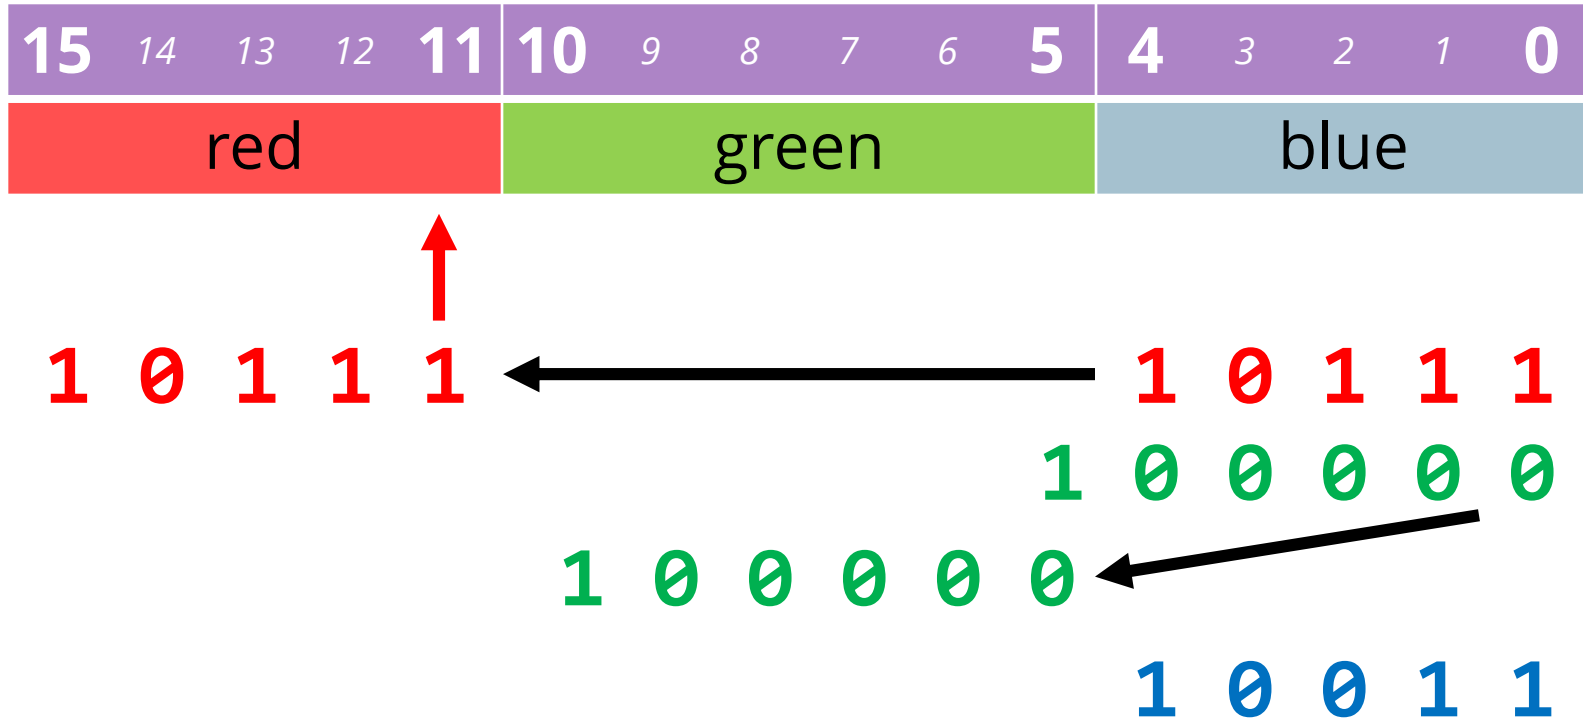 15 14 13 12 11 10 9 8 7 6 5 4 3 2 1 0
red green blue
1 0 1 1 1 1 0 1 1 1
1 0 0 0 0 0
1 0 0 0 0 0
1 0 0 1 1